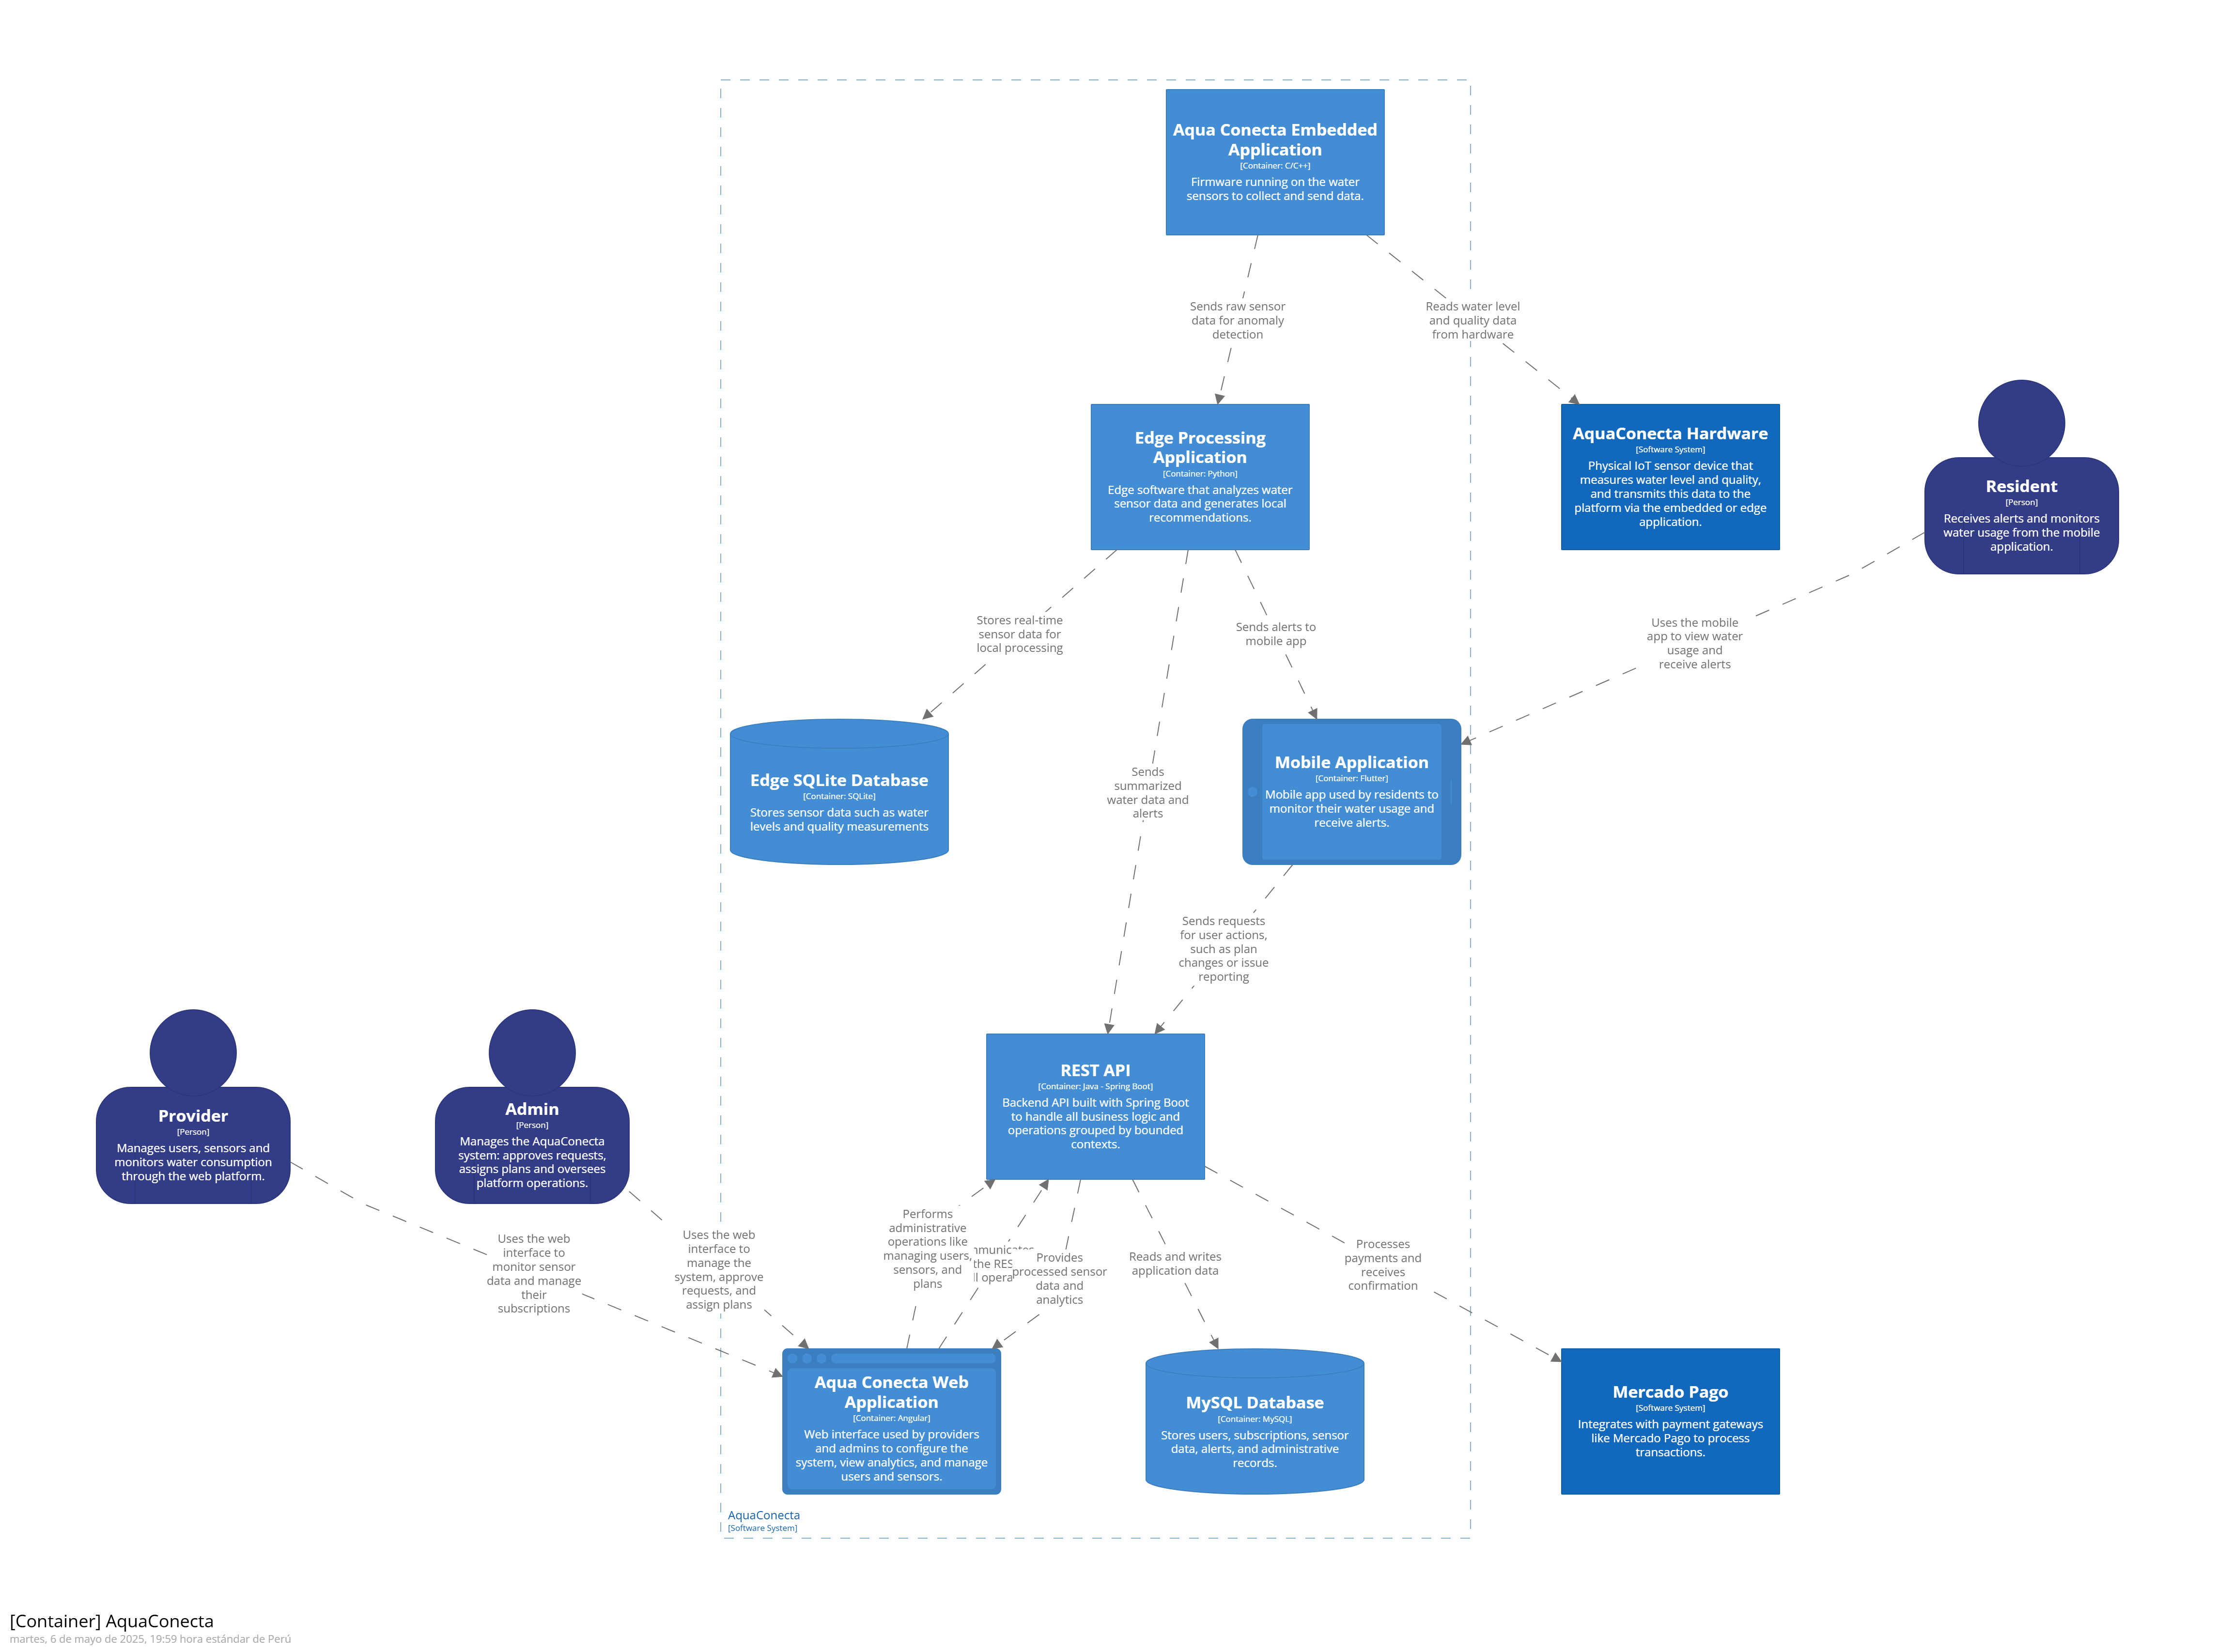 Aqua Conecta Embedded
Application
[Container: C/C++]
Firmware running on the water
sensors to collect and send data.
Sends raw sensor
data for anomaly
detection
Reads water level
and quality data
from hardware
Edge Processing
Application
[Container: Python]
Edge software that analyzes water
sensor data and generates local
recommendations.
AquaConecta Hardware
[Software System]
Physical IoT sensor device that
measures water level and quality,
and transmits this data to the
platform via the embedded or edge
application.
Resident
[Person]
Receives alerts and monitors
water usage from the mobile
application.
Stores real-time
sensor data for
local processing
Sends alerts to
mobile app
Uses the mobile
app to view water
usage and
receive alerts
Edge SQLite Database
[Container: SQLite]
Stores sensor data such as water
levels and quality measurements
Sends
summarized
water data and
alerts
Mobile Application
[Container: Flutter]
Mobile app used by residents to
monitor their water usage and
receive alerts.
Sends requests
for user actions,
such as plan
changes or issue
reporting
Provider
[Person]
Manages users, sensors and
monitors water consumption
through the web platform.
Admin
[Person]
Manages the AquaConecta
system: approves requests,
assigns plans and oversees
platform operations.
REST API
[Container: Java - Spring Boot]
Backend API built with Spring Boot
to handle all business logic and
operations grouped by bounded
contexts.
Uses the web
interface to
monitor sensor
data and manage
their
subscriptions
Uses the web
interface to
manage the
system, approve
requests, and
assign plans
Performs
administrative
operations like
managing users,
sensors, and
plans
the
Provides
processed sensor
data and
analytics
Reads and writes
application data
Processes
payments and
receives
confirmation
Aqua Conecta Web
Application
[Container: Angular]
Web interface used by providers
and admins to configure the
system, view analytics, and manage
users and sensors.
MySQL Database
[Container: MySQL]
Stores users, subscriptions, sensor
data, alerts, and administrative
records.
Mercado Pago
[Software System]
Integrates with payment gateways
like Mercado Pago to process
transactions.
AquaConecta
[Software System]
[Container] AquaConecta
martes, 6 de mayo de 2025, 19:59 hora estándar de Perú